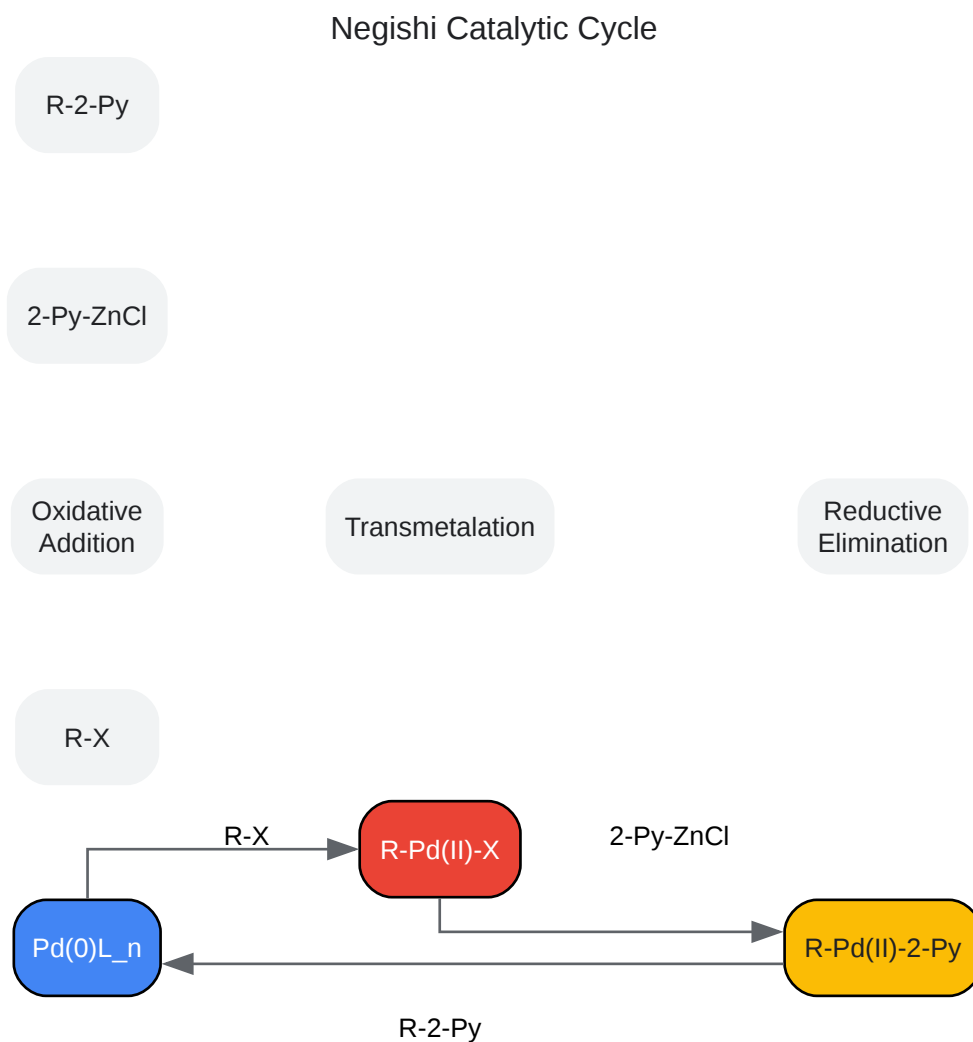 Negishi Catalytic Cycle
R-2-Py
2-Py-ZnCl
Oxidative
Addition
Transmetalation
Reductive
Elimination
R-X
R-X
R-Pd(II)-X
2-Py-ZnCl
Pd(0)L_n
R-Pd(II)-2-Py
R-2-Py